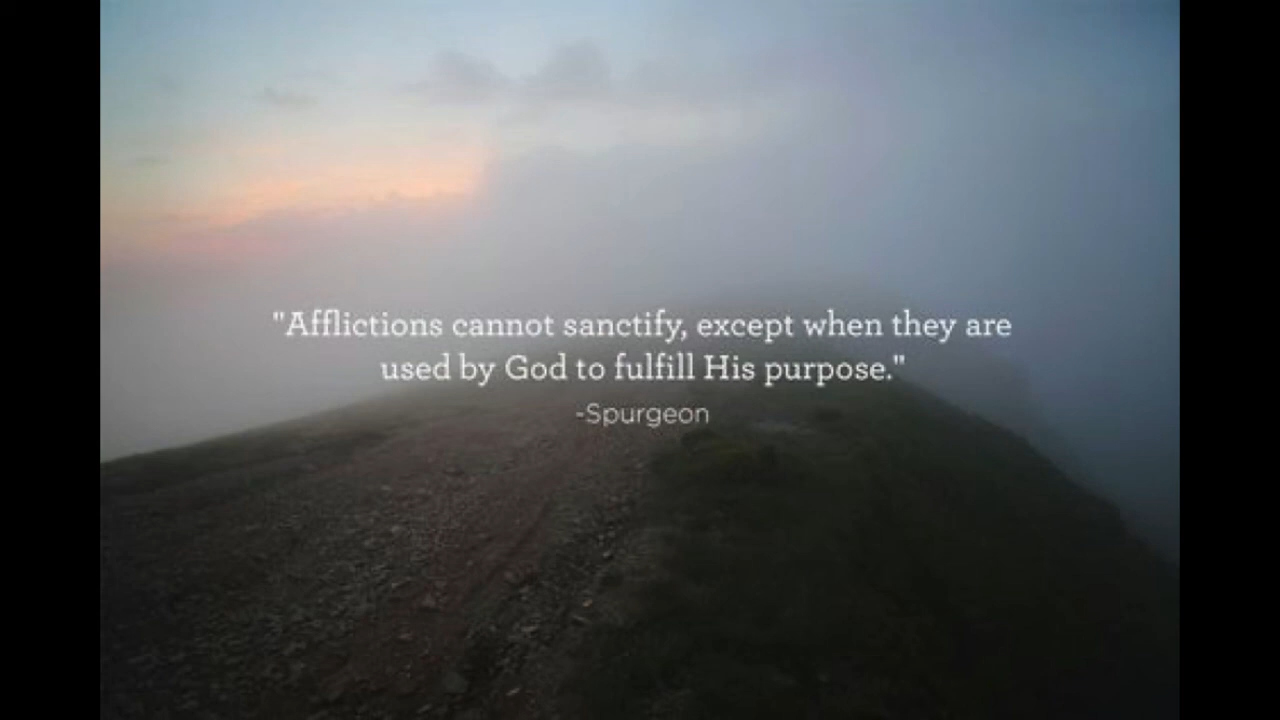 "Afflictions cannot sanctify, except when they are
used by God to fulfill His purpose."
-Spurgeon